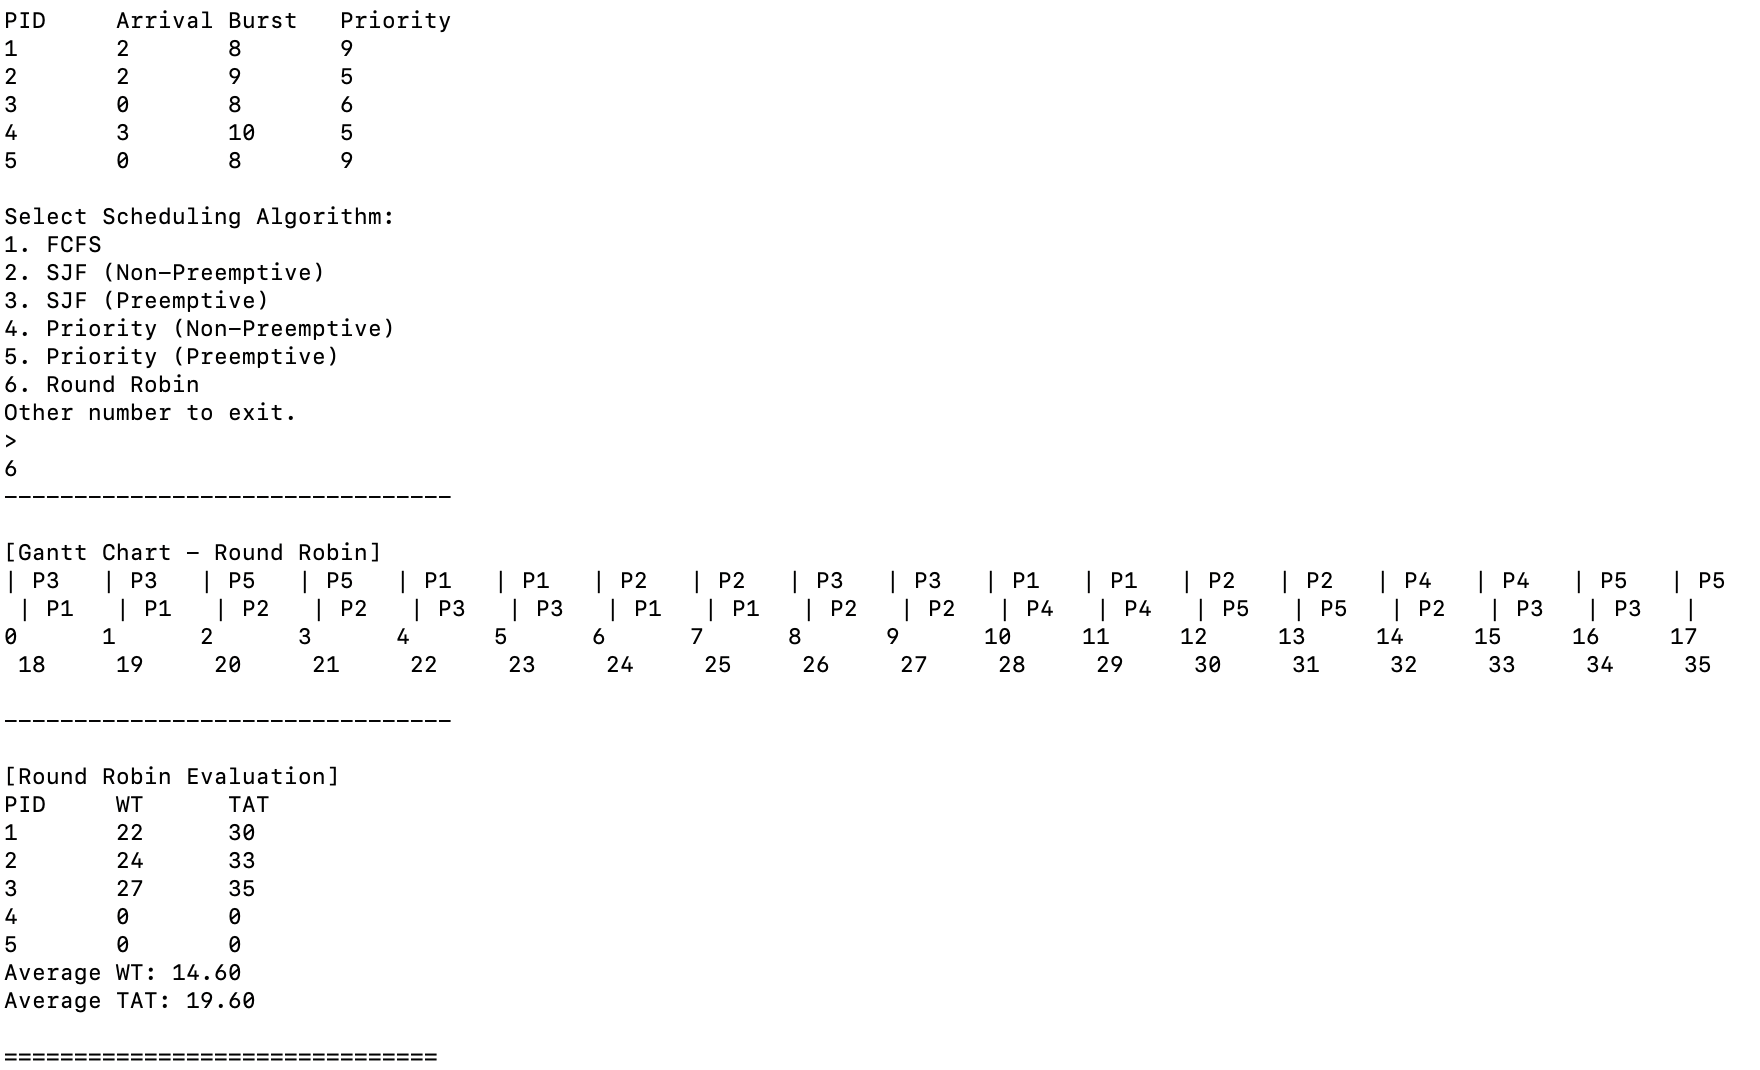 PID Arrival Burst Priority
1 2 8 9
2 2 9 5
3 0 8 6
4 3 10 5
5 0 8 9
Select Scheduling Algorithm:
1. FCFS
2. SJF (Non-Preemptive)
3. SJF (Preemptive)
4. Priority (Non-Preemptive)
5. Priority (Preemptive)
6. Round Robin
Other number to exit.
>
6
--------------------------------
[Gantt Chart - Round Robin]
| P3 | P3 | P5 | P5 | P1 | P1 | P2 | P2 | P3 | P3 | P1 | P1 | P2 | P2 | P4 | P4 | P5 | P5
| P1 | P1 | P2 | P2 | P3 | P3 | P1 | P1 | P2 | P2 | P4 | P4 | P5 | P5 | P2 | P3 | P3 |
0 1 2 3 4 5 6 7 8 9 10 11 12 13 14 15 16 17
18 19 20 21 22 23 24 25 26 27 28 29 30 31 32 33 34 35
--------------------------------
[Round Robin Evaluation]
PID WT TAT
1 22 30
2 24 33
3 27 35
4 0 0
5 0 0
Average WT: 14.60
Average TAT: 19.60
===============================